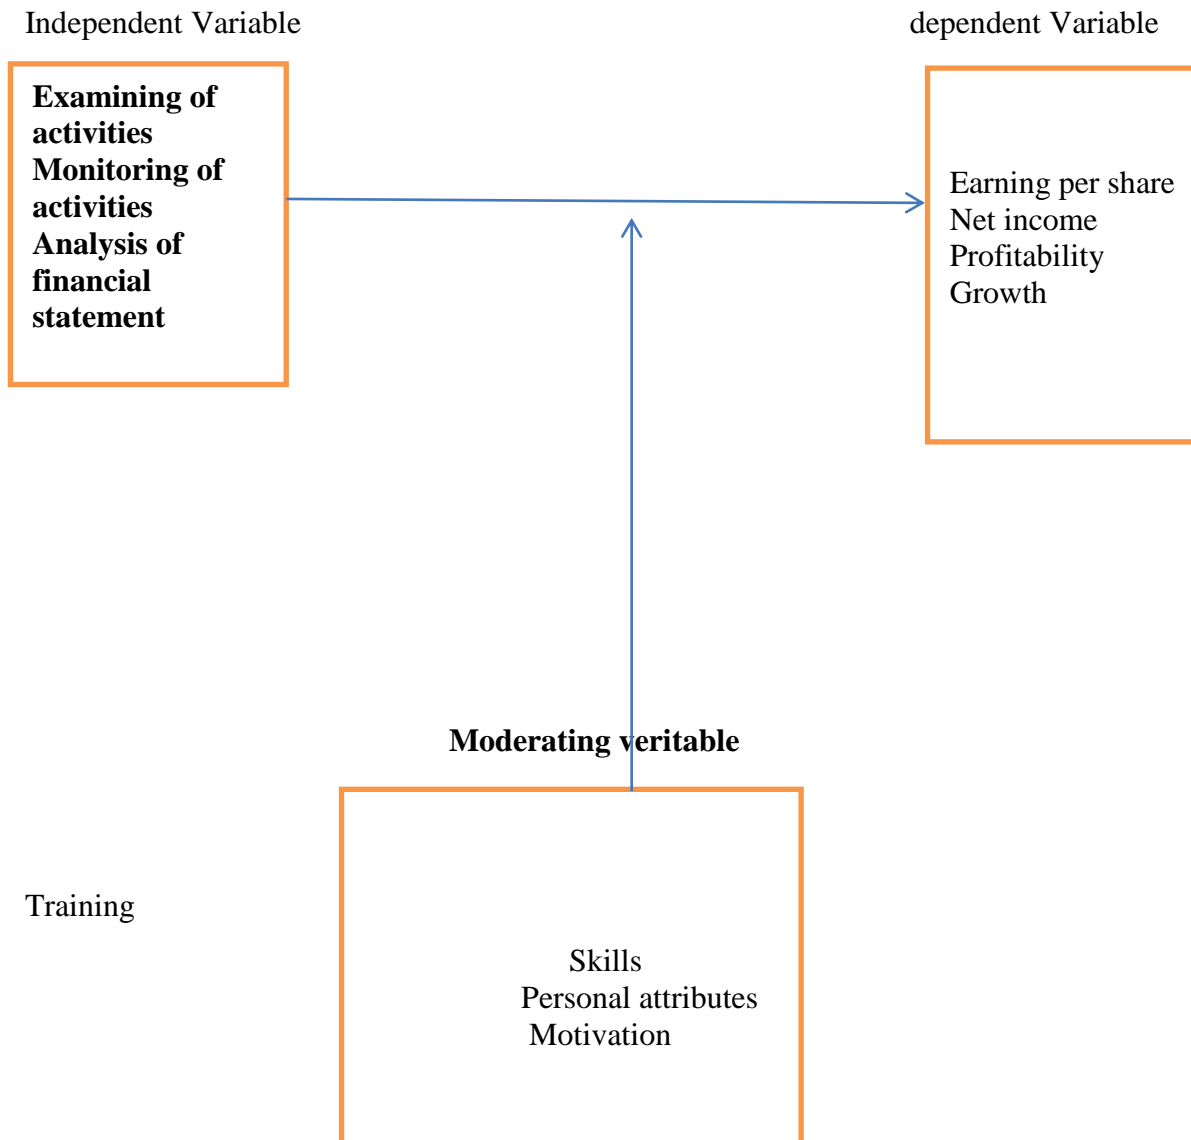 Independent Variable
dependent Variable
Examining of
activities
Monitoring of
activities
Analysis of
financial
statement
Earning per share
Net income
Profitability
Growth
Moderating veritable
Training
Skills
Personal attributes
Motivation